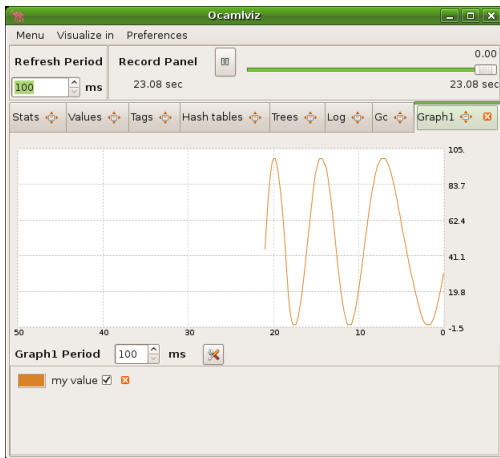 Ocamlviz
Menu Visualize in Preferences
0.00
Refresh Period Record Panel
100 ms 23.08 sec 23.08 sec
Stats Values Tags Hash tables Trees Log Gc Graph1
105.
83.7
62.4
41.1
19.8
-1.5
50 40 30 20 10 0
Graph1 Period 100 ms
my value